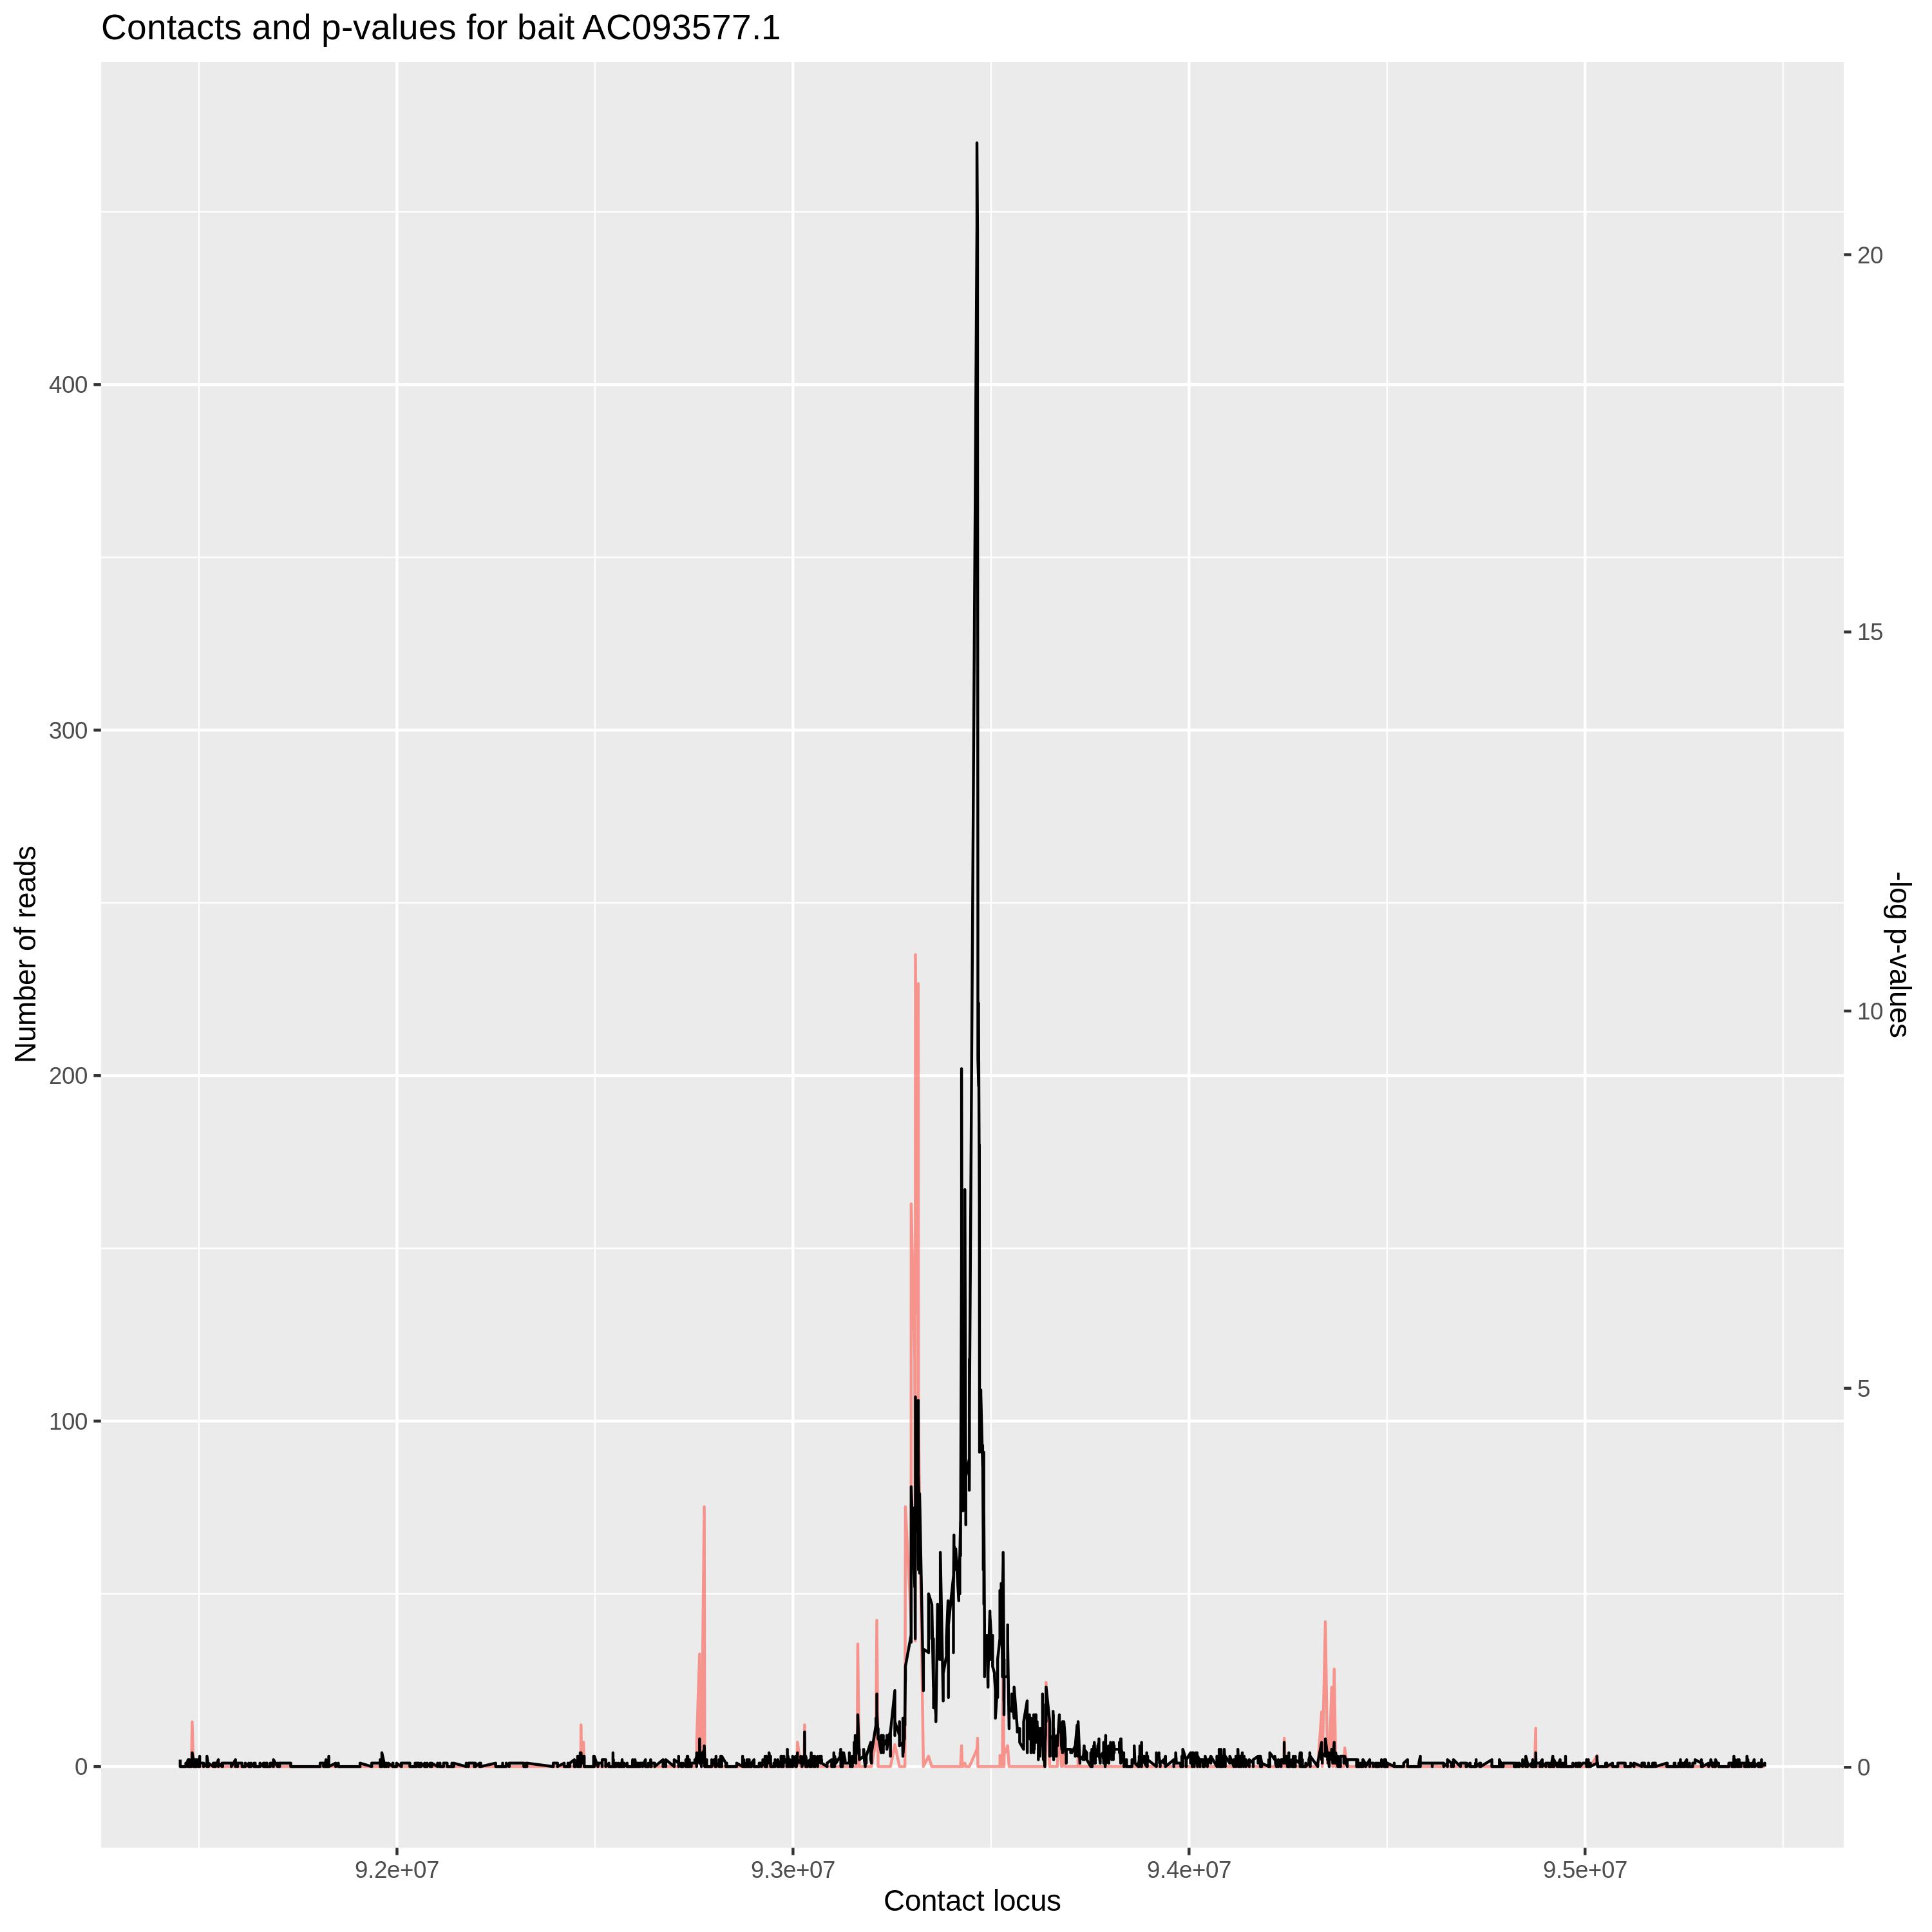 Contacts and p-values for bait AC093577.1
Number of reads
400
300
200
100
0
20
15
10
5
0
-log p-values
9.2e+07
9.3e+07
9.4e+07
9.5e+07
Contact locus